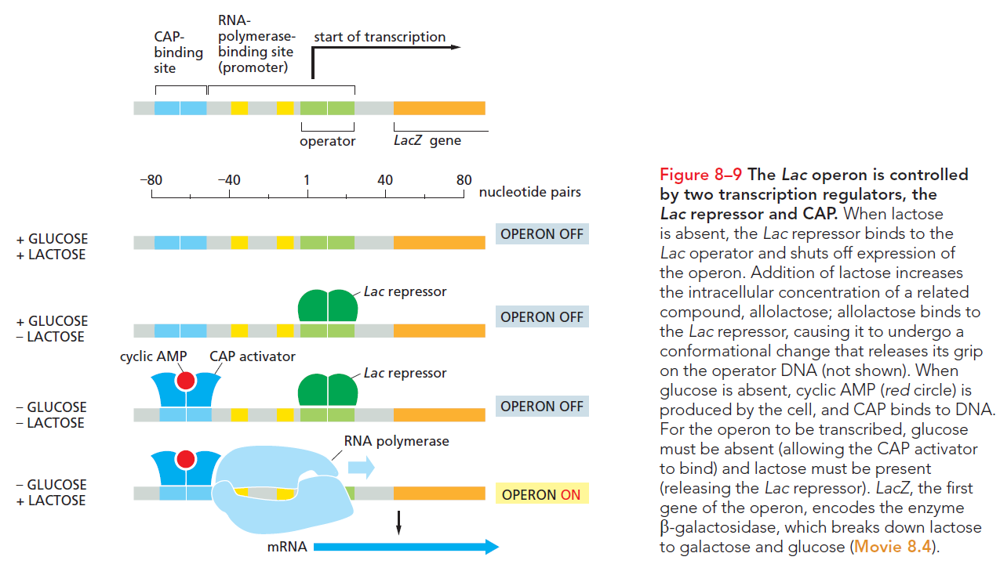 CAP-
binding
site
RNA-
polymerase-
binding site
(promoter)
start of transcription
operator
LacZ gene
−80 −40 1 40 80
nucleotide pairs
+ GLUCOSE
+ LACTOSE
OPERON OFF
+ GLUCOSE
− LACTOSE
Lac repressor
OPERON OFF
cyclic AMP
CAP activator
Lac repressor
− GLUCOSE
− LACTOSE
OPERON OFF
RNA polymerase
− GLUCOSE
+ LACTOSE
OPERON ON
mRNA
Figure 8–9 The Lac operon is controlled
by two transcription regulators, the
Lac repressor and CAP. When lactose
is absent, the Lac repressor binds to the
Lac operator and shuts off expression of
the operon. Addition of lactose increases
the intracellular concentration of a related
compound, allolactose; allolactose binds to
the Lac repressor, causing it to undergo a
conformational change that releases its grip
on the operator DNA (not shown). When
glucose is absent, cyclic AMP (red circle) is
produced by the cell, and CAP binds to DNA.
For the operon to be transcribed, glucose
must be absent (allowing the CAP activator
to bind) and lactose must be present
(releasing the Lac repressor). LacZ, the first
gene of the operon, encodes the enzyme
β-galactosidase, which breaks down lactose
to galactose and glucose (Movie 8.4).